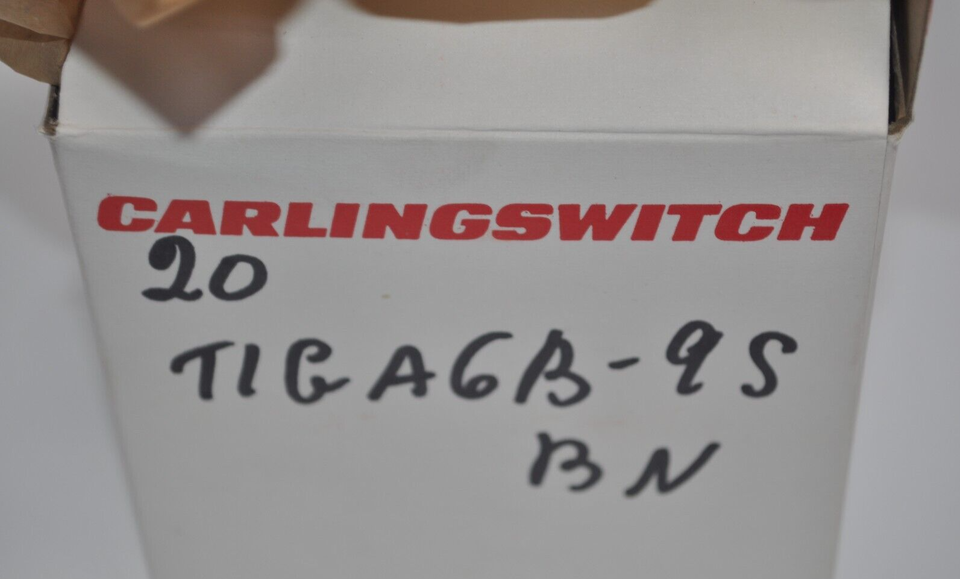 CARLINGSWITCH
20
TIGA6B-9S
BN